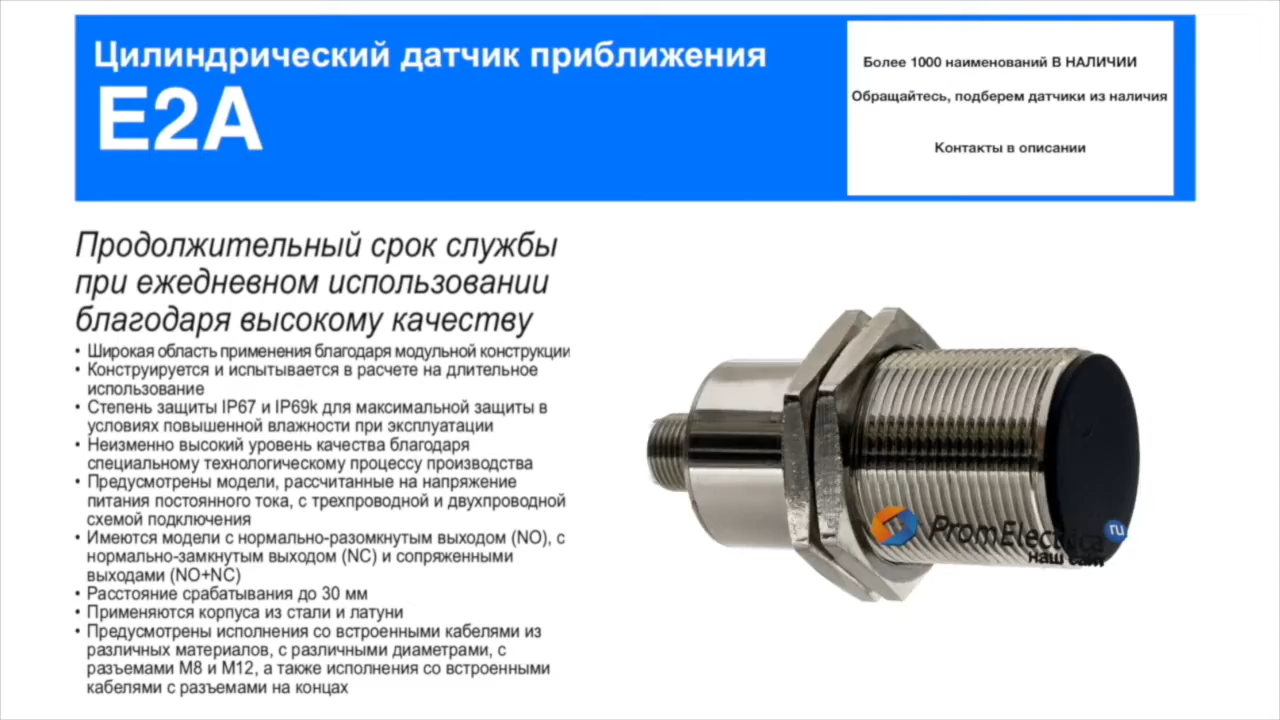 Цилиндрический датчик приближения
E2A
Более 1000 наименований В НАЛИЧИИ
Обращайтесь, подберем датчики из наличия
Контакты в описании
Продолжительный срок службы
при ежедневном использовании
благодаря высокому качеству
• Широкая область применения благодаря модульной конструкции
• Конструируется и испытывается в расчете на длительное
использование
• Степень защиты IP67 и IP69k для максимальной защиты в
условиях повышенной влажности при эксплуатации
• Неизменно высокий уровень качества благодаря
специальному технологическому процессу производства
• Предусмотрены модели, рассчитанные на напряжение
питания постоянного тока, с трехпроводной и двухпроводной
схемой подключения
• Имеются модели с нормально-разомкнутым выходом (NO), с
нормально-замкнутым выходом (NC) и сопряженными
выходами (NO+NC)
• Расстояние срабатывания до 30 мм
• Применяются корпуса из стали и латуни
• Предусмотрены исполнения со встроенными кабелями из
различных материалов, с различными диаметрами, с
разъемами M8 и M12, а также исполнения со встроенными
кабелями с разъемами на концах
PromElectrica ru
наш сайт